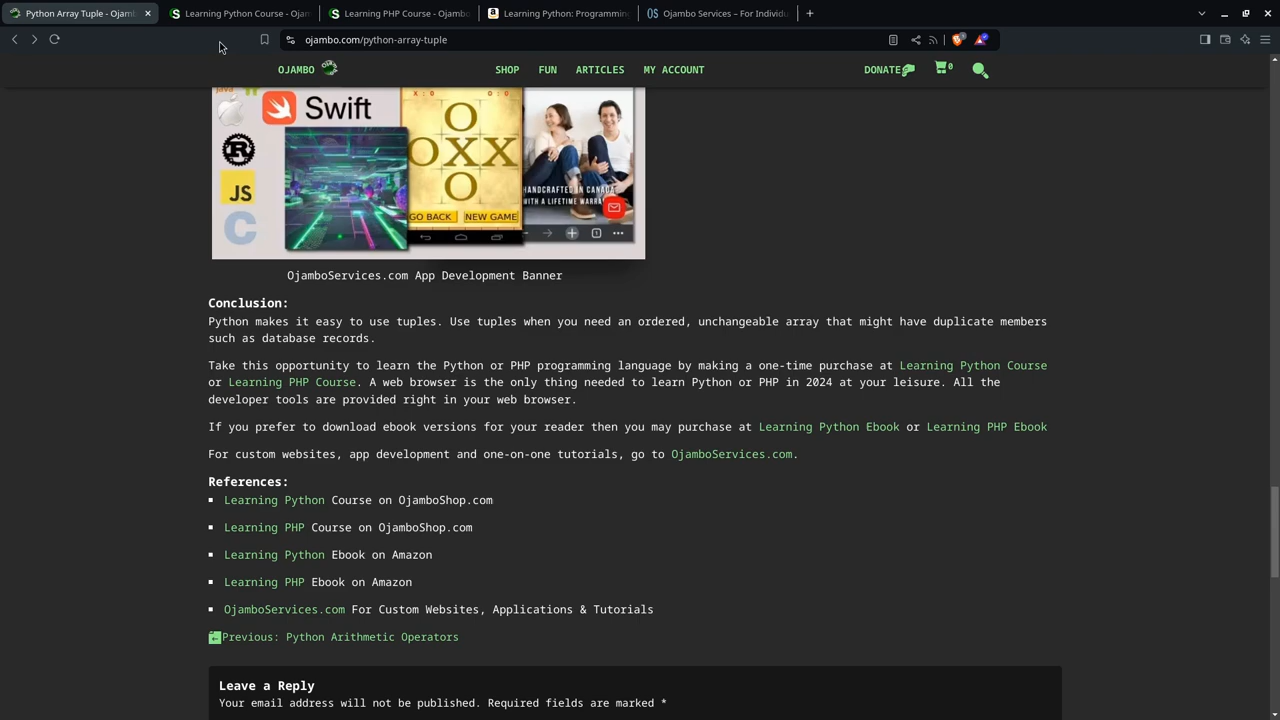 Python Array Tuple - Ojamb
Learning Python Course - Ojam
Learning PHP Course - Ojambo
Learning Python: Programming
Ojambo Services – For Individu
ojambo.com/python-array-tuple
OJAMBO
SHOP
FUN
ARTICLES
MY ACCOUNT
DONATE
0
Swift
JS
C
X : 0
O : 0
O
OXX
O
GO BACK
NEW GAME
HANDCRAFTED IN CANADA
WITH A LIFETIME WARRA
1
OjamboServices.com App Development Banner
Conclusion:
Python makes it easy to use tuples. Use tuples when you need an ordered, unchangeable array that might have duplicate members
such as database records.
Take this opportunity to learn the Python or PHP programming language by making a one-time purchase at Learning Python Course
or Learning PHP Course. A web browser is the only thing needed to learn Python or PHP in 2024 at your leisure. All the
developer tools are provided right in your web browser.
If you prefer to download ebook versions for your reader then you may purchase at Learning Python Ebook or Learning PHP Ebook
For custom websites, app development and one-on-one tutorials, go to OjamboServices.com.
References:
Learning Python Course on OjamboShop.com
Learning PHP Course on OjamboShop.com
Learning Python Ebook on Amazon
Learning PHP Ebook on Amazon
OjamboServices.com For Custom Websites, Applications & Tutorials
Previous: Python Arithmetic Operators
Leave a Reply
Your email address will not be published. Required fields are marked *